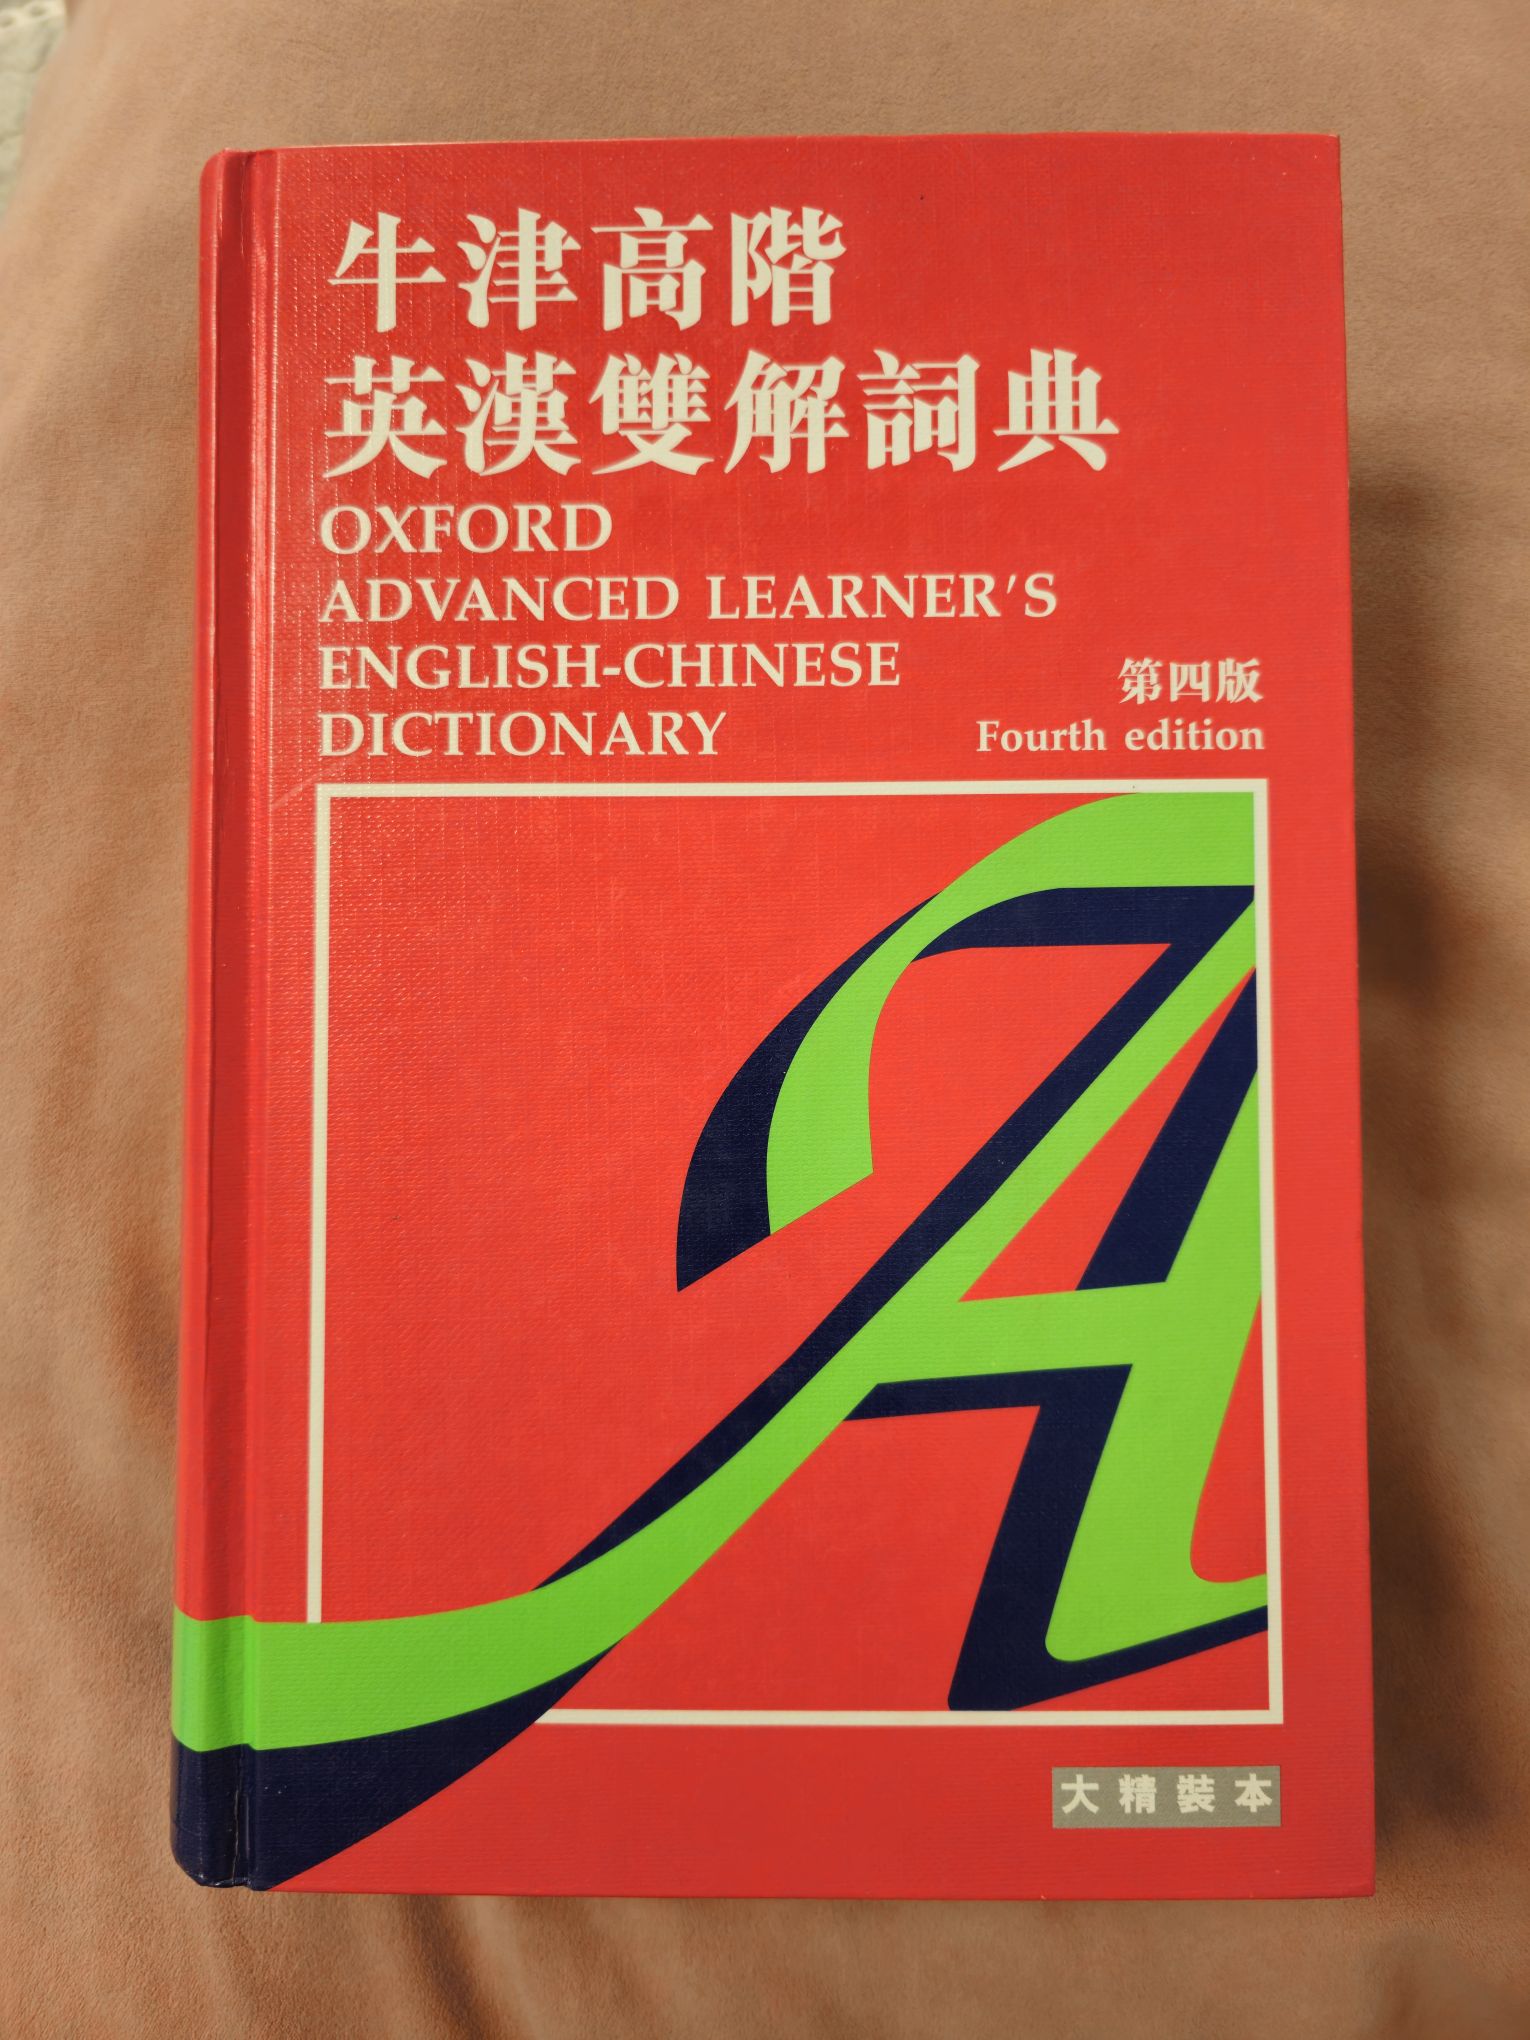 牛津高階
英漢雙解詞典
OXFORD
ADVANCED LEARNER'S
ENGLISH-CHINESE
DICTIONARY
第四版
Fourth edition
A
大精裝本